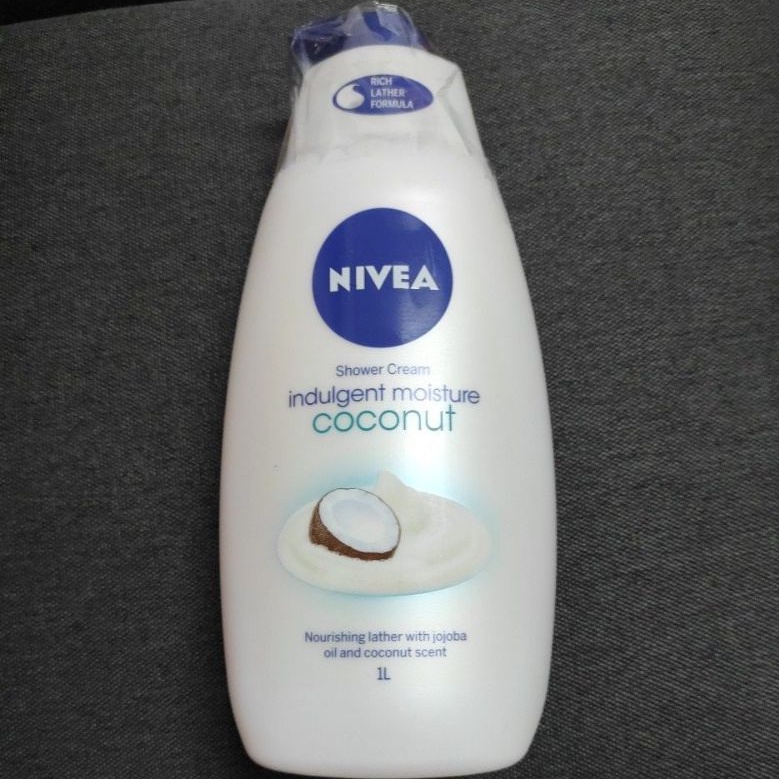 RICH
LATHER
FORMULA
NIVEA
Shower Cream
indulgent moisture
coconut
Nourishing lather with jojoba
oil and coconut scent
1L